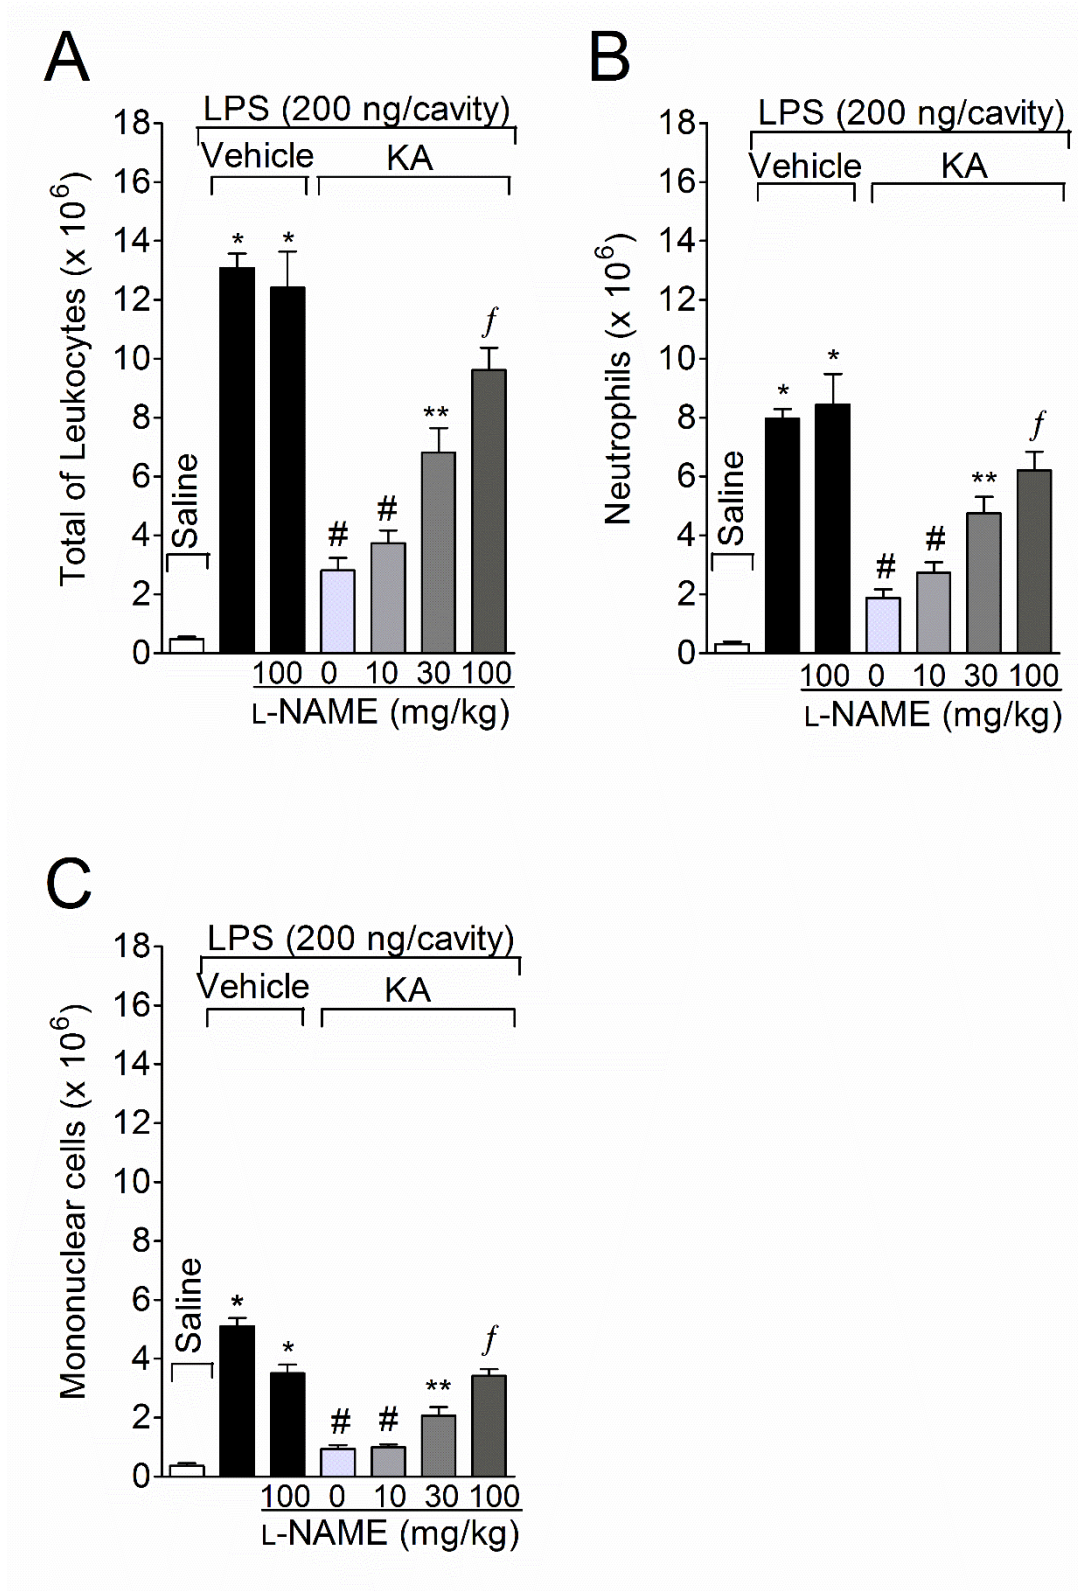 A
LPS (200 ng/cavity)
Vehicle KA
Total of Leukocytes (x 10⁶)
18
16
14
12
10
8
6
4
2
0
Saline
* * # # ** f
100 0 10 30 100
L-NAME (mg/kg)
B
LPS (200 ng/cavity)
Vehicle KA
Neutrophils (x 10⁶)
18
16
14
12
10
8
6
4
2
0
Saline
* * # # ** f
100 0 10 30 100
L-NAME (mg/kg)
C
LPS (200 ng/cavity)
Vehicle KA
Mononuclear cells (x 10⁶)
18
16
14
12
10
8
6
4
2
0
Saline
* * # # ** f
100 0 10 30 100
L-NAME (mg/kg)